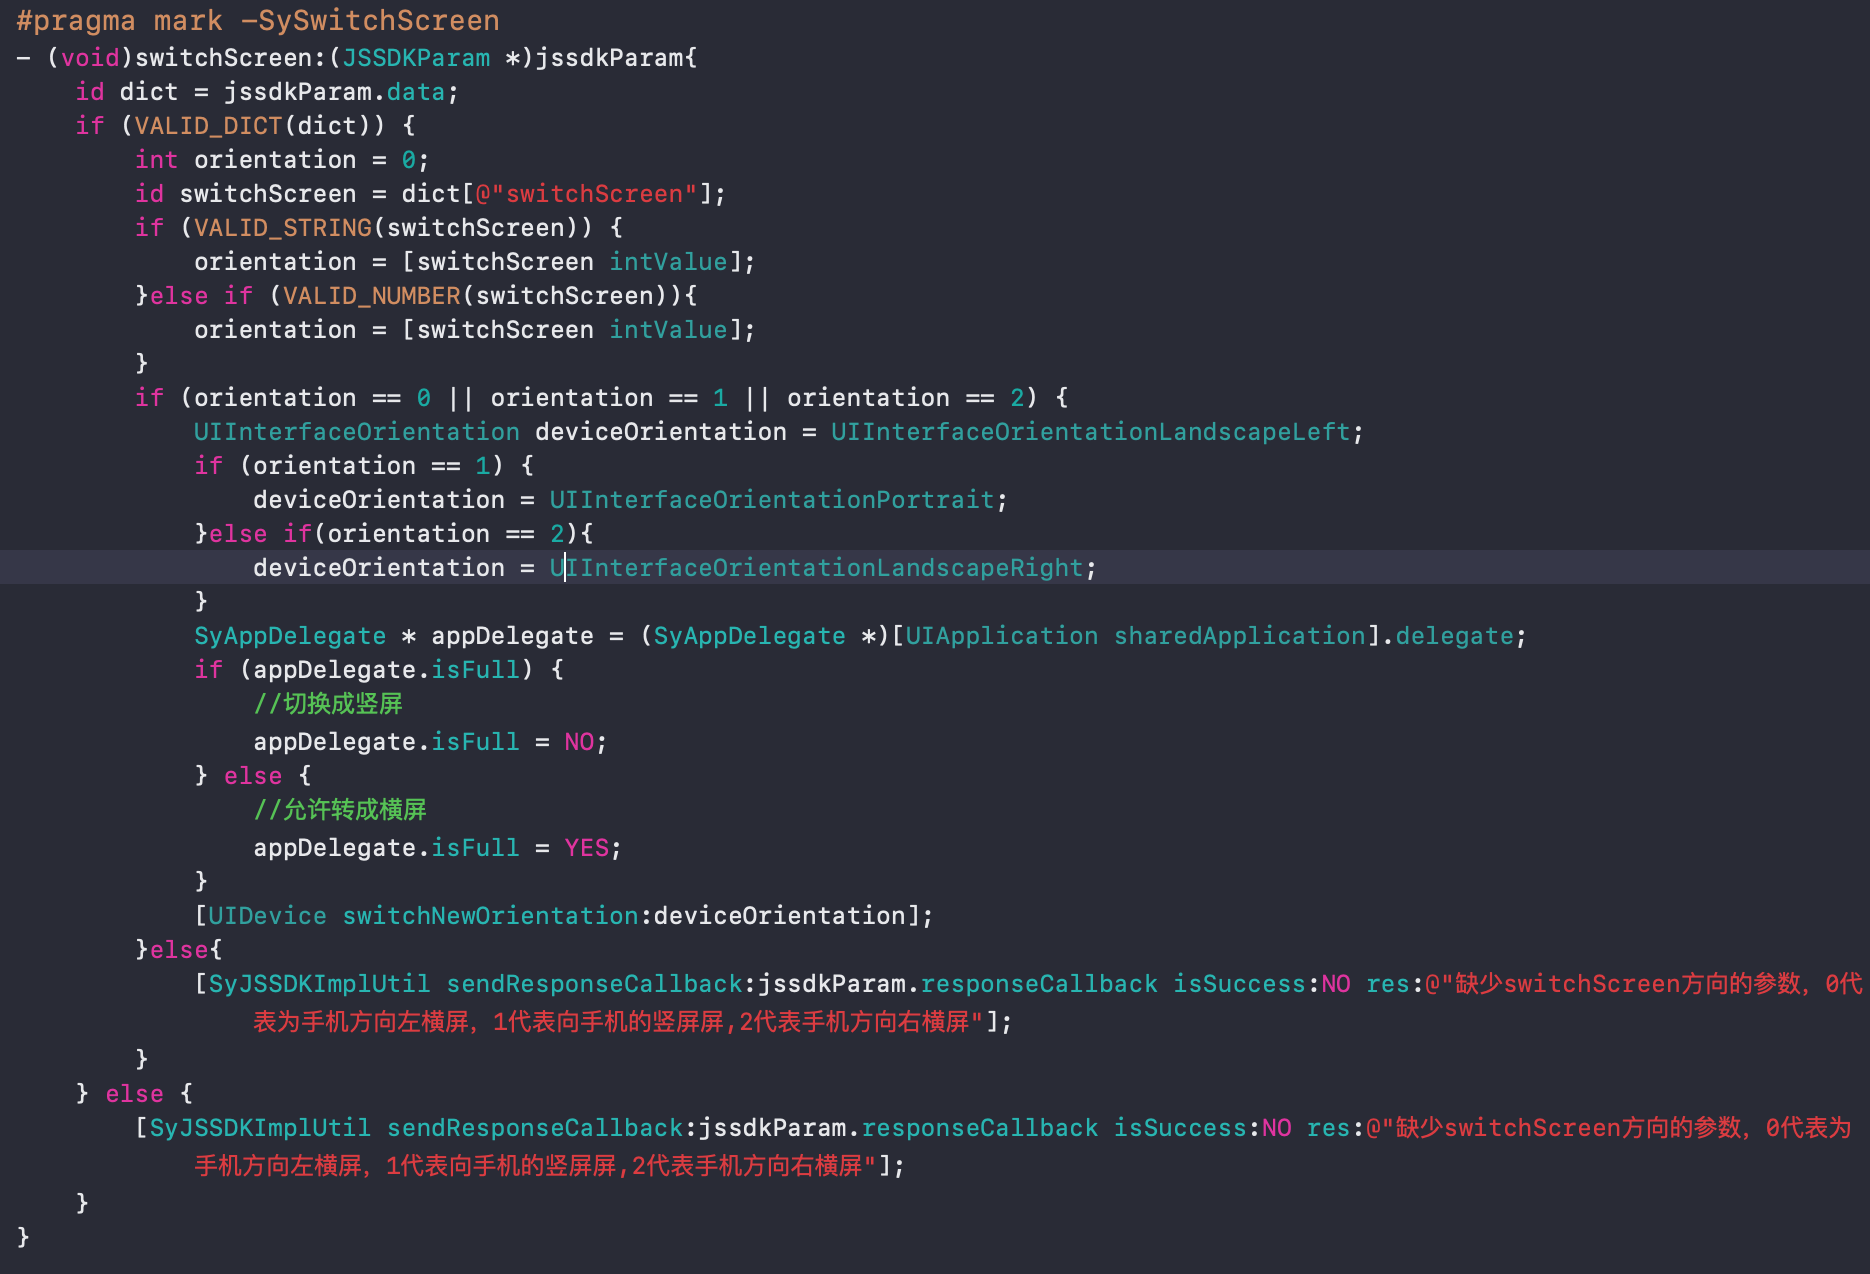 #pragma mark -SySwitchScreen
- (void)switchScreen:(JSSDKParam *)jssdkParam{
    id dict = jssdkParam.data;
    if (VALID_DICT(dict)) {
        int orientation = 0;
        id switchScreen = dict[@"switchScreen"];
        if (VALID_STRING(switchScreen)) {
            orientation = [switchScreen intValue];
        }else if (VALID_NUMBER(switchScreen)){
            orientation = [switchScreen intValue];
        }
        if (orientation == 0 || orientation == 1 || orientation == 2) {
            UIInterfaceOrientation deviceOrientation = UIInterfaceOrientationLandscapeLeft;
            if (orientation == 1) {
                deviceOrientation = UIInterfaceOrientationPortrait;
            }else if(orientation == 2){
                deviceOrientation = UIInterfaceOrientationLandscapeRight;
            }
            SyAppDelegate * appDelegate = (SyAppDelegate *)[UIApplication sharedApplication].delegate;
            if (appDelegate.isFull) {
                //切换成竖屏
                appDelegate.isFull = NO;
            } else {
                //允许转成横屏
                appDelegate.isFull = YES;
            }
            [UIDevice switchNewOrientation:deviceOrientation];
        }else{
            [SyJSSDKImplUtil sendResponseCallback:jssdkParam.responseCallback isSuccess:NO res:@"缺少switchScreen方向的参数，0代
                表为手机方向左横屏，1代表向手机的竖屏屏,2代表手机方向右横屏"];
        }
    } else {
        [SyJSSDKImplUtil sendResponseCallback:jssdkParam.responseCallback isSuccess:NO res:@"缺少switchScreen方向的参数，0代表为
            手机方向左横屏，1代表向手机的竖屏屏,2代表手机方向右横屏"];
    }
}